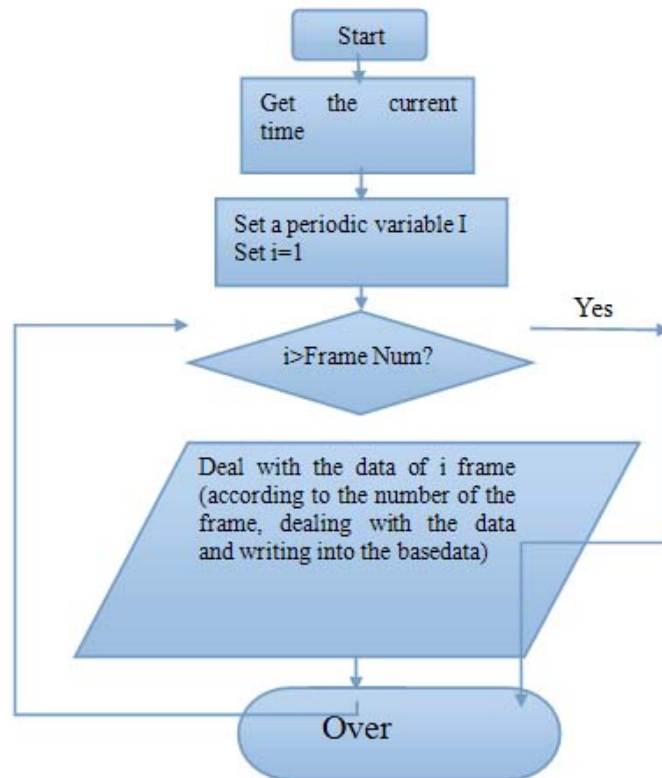 Start
Get the current
time
Set a periodic variable I
Set i=1
Yes
i>Frame Num?
Deal with the data of i frame
(according to the number of the
frame, dealing with the data
and writing into the basedata)
Over